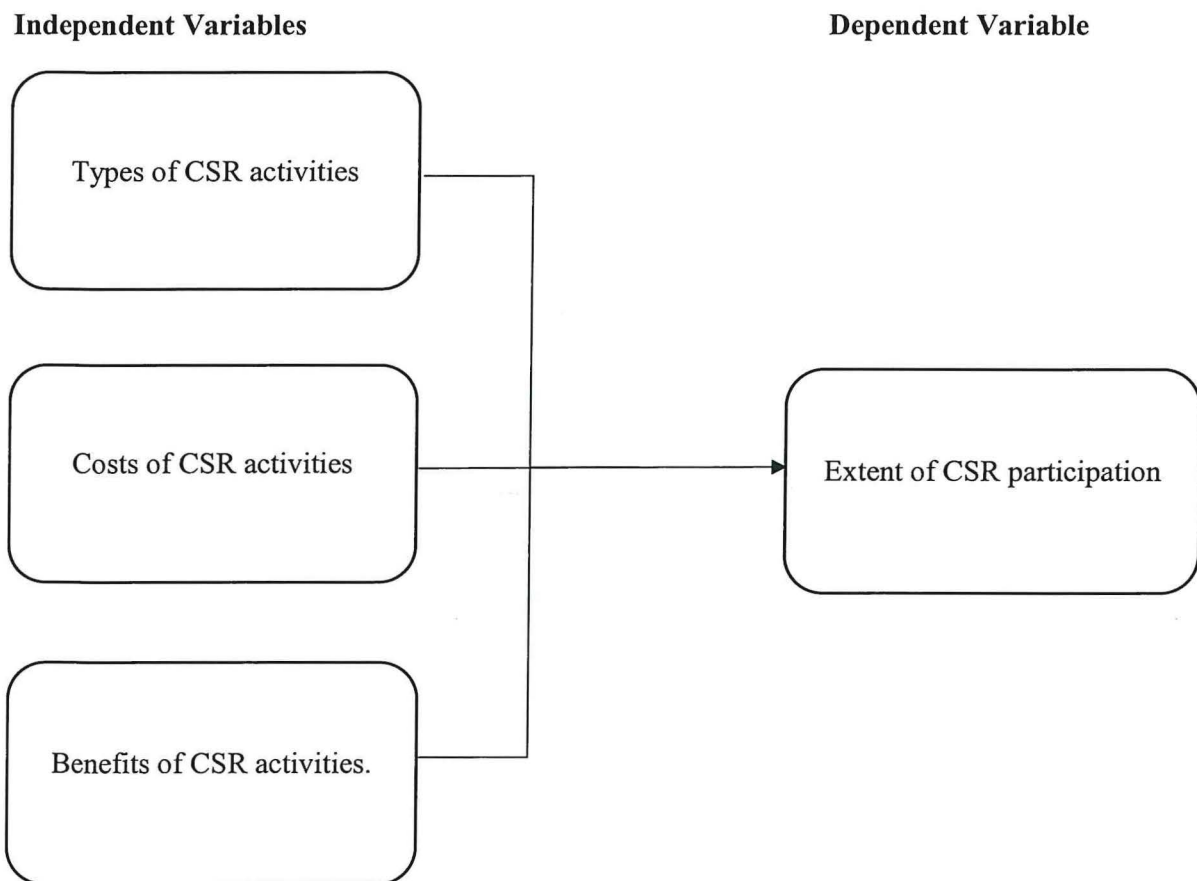 Independent Variables
Dependent Variable
Types of CSR activities
Costs of CSR activities
Extent of CSR participation
Benefits of CSR activities.